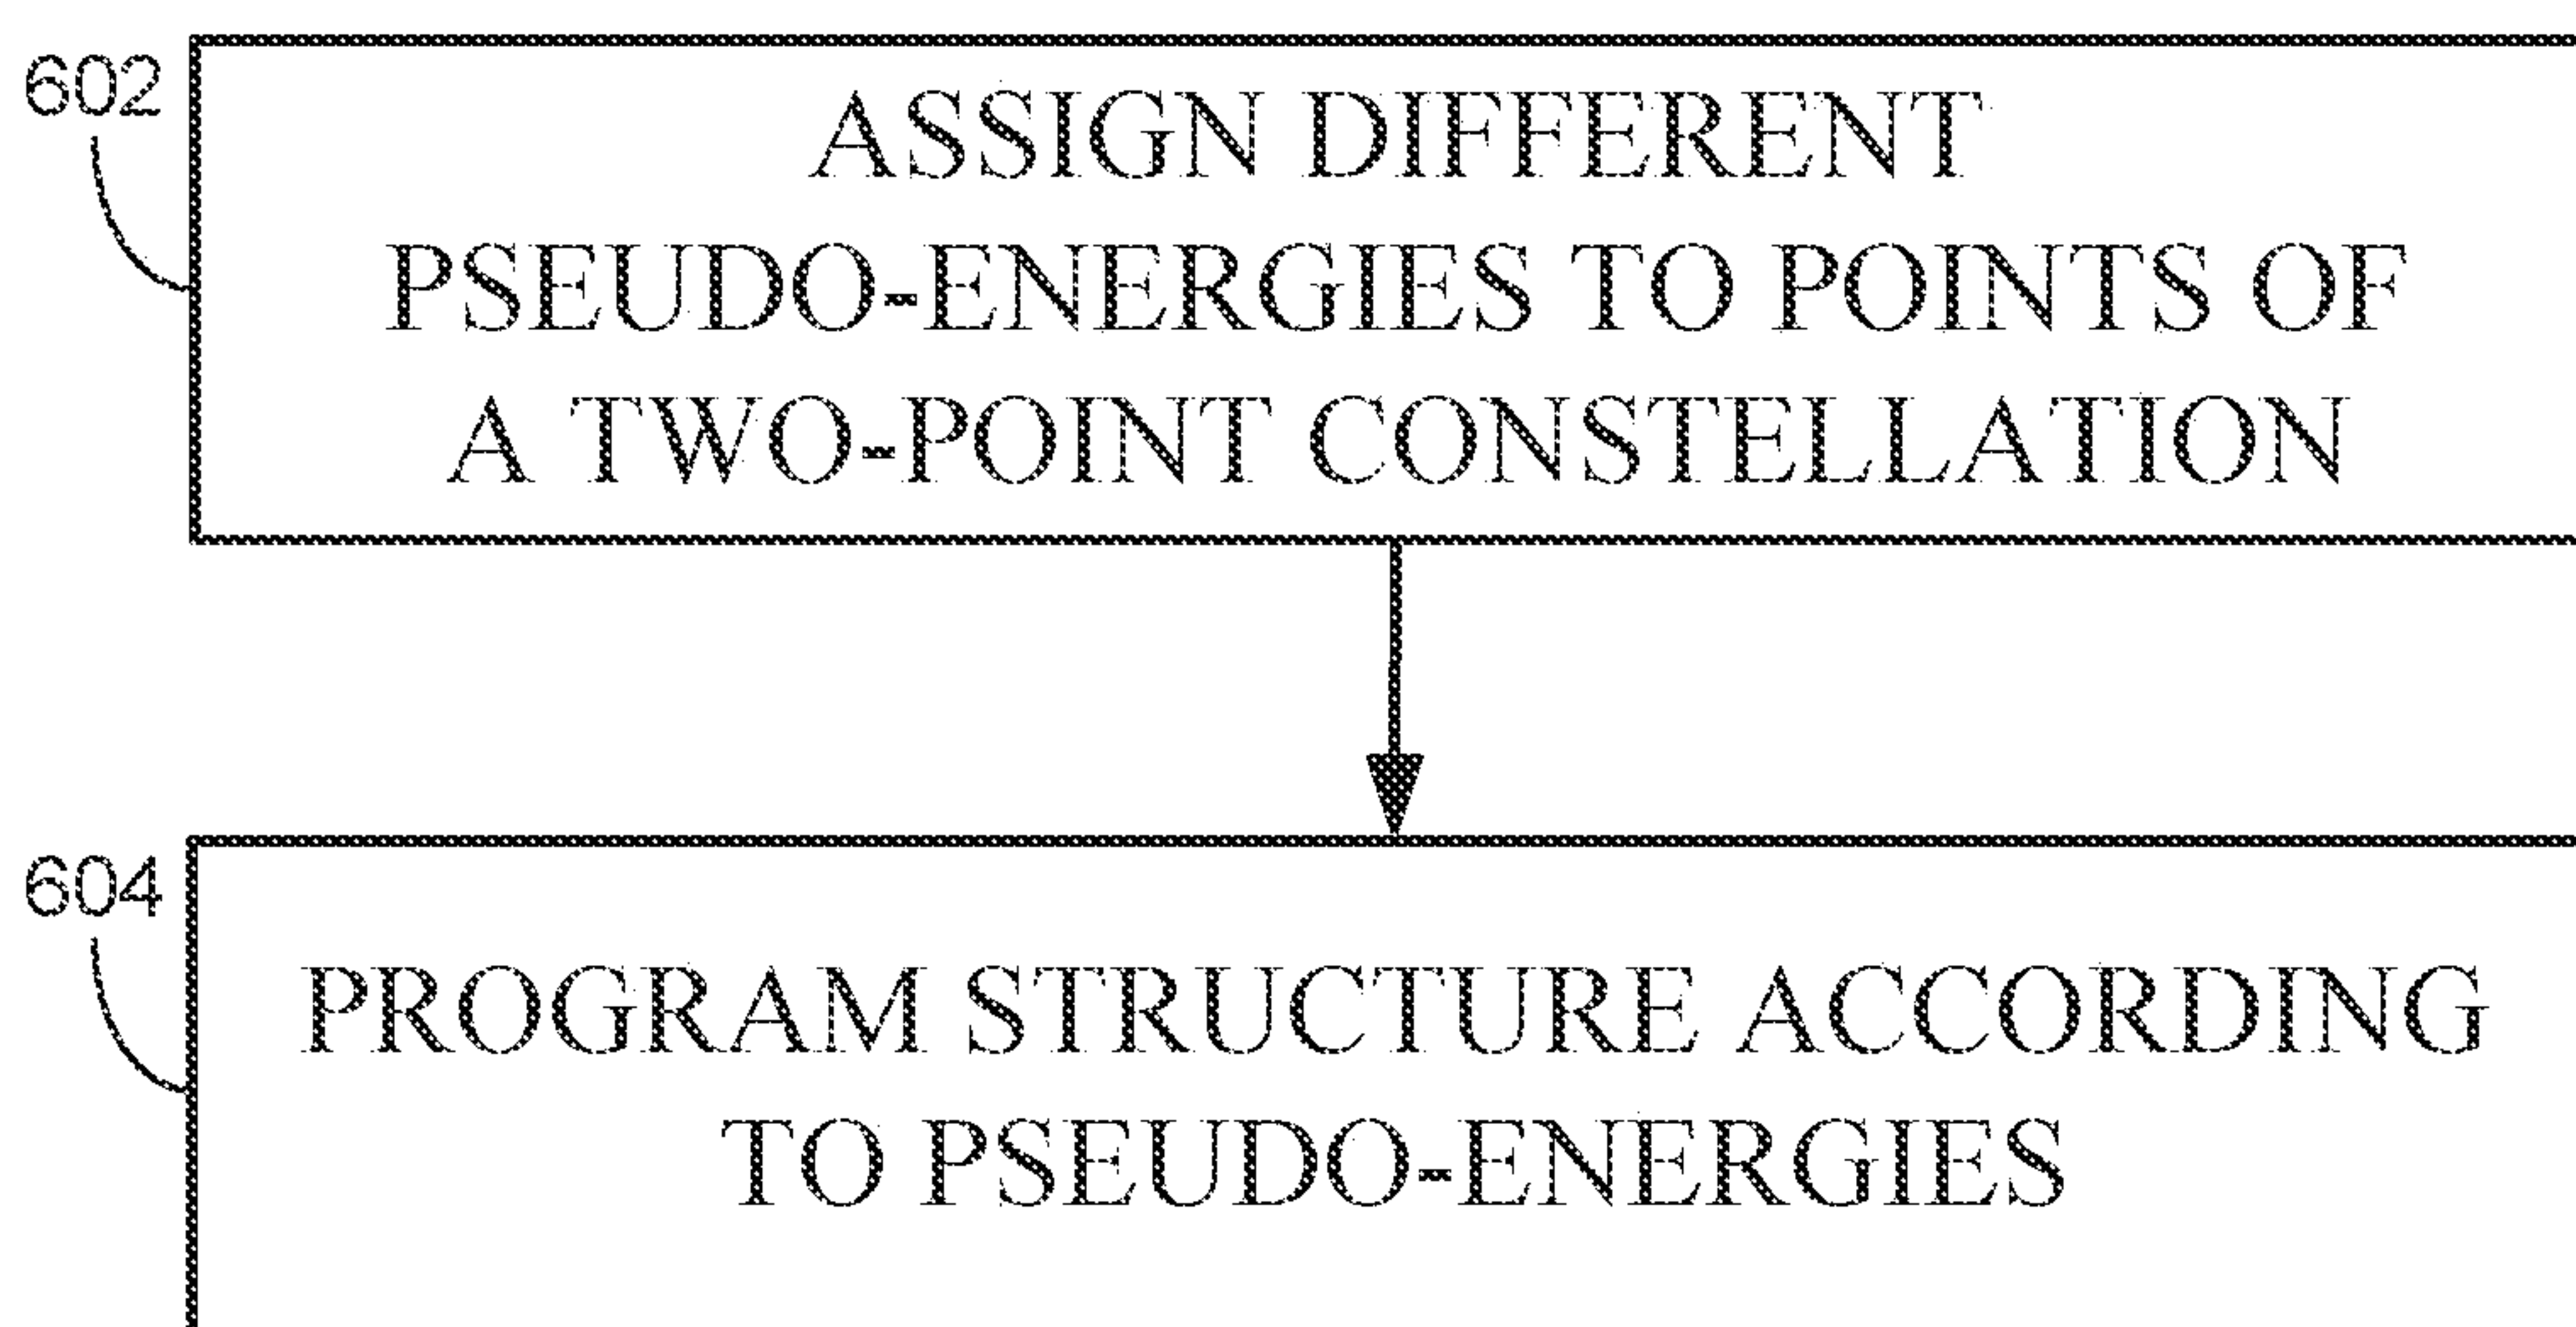 602
ASSIGN DIFFERENT
PSEUDO-ENERGIES TO POINTS OF
A TWO-POINT CONSTELLATION
604
PROGRAM STRUCTURE ACCORDING
TO PSEUDO-ENERGIES